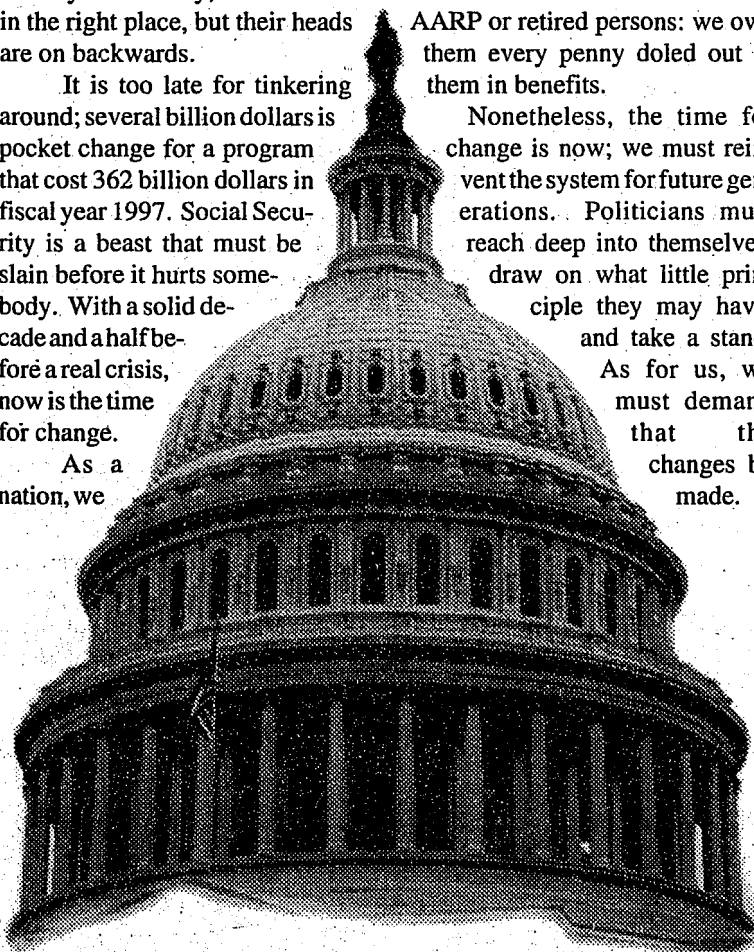 in the right place, but their heads
are on backwards.
It is too late for tinkering
around; several billion dollars is
pocket change for a program
that cost 362 billion dollars in
fiscal year 1997. Social Secu-
rity is a beast that must be
slain before it hurts some-
body. With a solid de-
cade and a half be-
fore a real crisis,
now is the time
for change.
As a
nation, we
AARP or retired persons: we
them every penny doled out
them in benefits.
Nonetheless, the time
change is now; we must
vent the system for future
erations. Politicians
reach deep into
draw on what little
ciple they may
and take a
As for us,
must
that
changes
made.